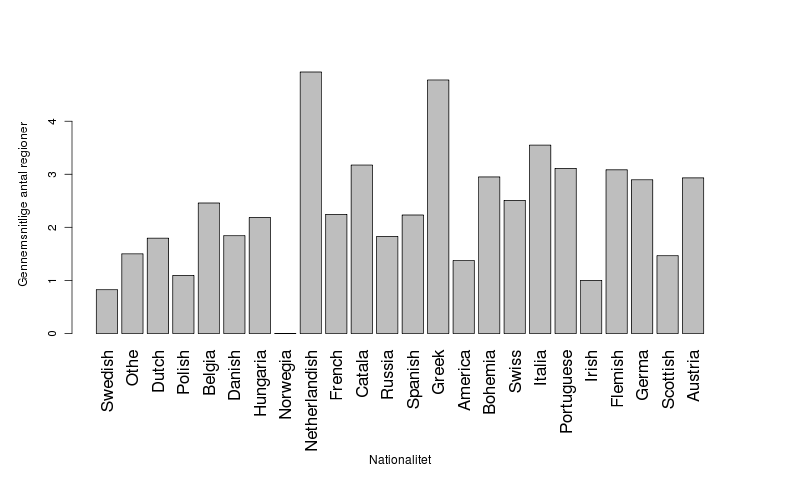 Gennemsnitlige antal regioner
4
3
2
1
0
Swedish
Othe
Dutch
Polish
Belgia
Danish
Hungaria
Norwegia
Netherlandish
French
Catala
Russia
Spanish
Greek
America
Bohemia
Swiss
Italia
Portuguese
Irish
Flemish
Germa
Scottish
Austria
Nationalitet